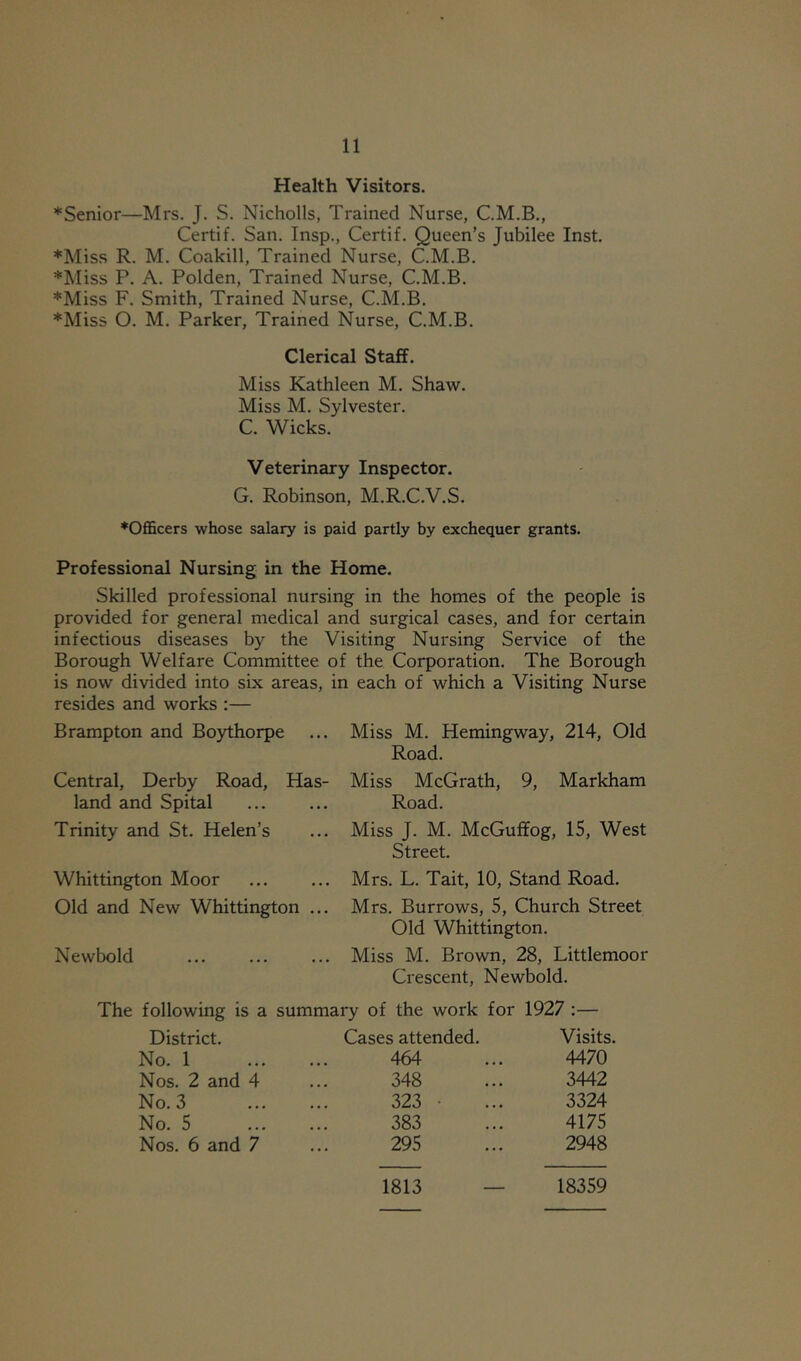 11
Health Visitors.
*Senior—Mrs. J. S. Nicholls, Trained Nurse, C.M.B.,
Certif. San. Insp., Certif. Queen's Jubilee Inst.
*Miss R. M. Coakill, Trained Nurse, C.M.B.
*Miss P. A. Polden, Trained Nurse, C.M.B.
*Miss F. Smith, Trained Nurse, C.M.B.
*Miss O. M. Parker, Trained Nurse, C.M.B.
Clerical Staff.
Miss Kathleen M. Shaw.
Miss M. Sylvester.
C. Wicks.
Veterinary Inspector.
G. Robinson, M.R.C.V.S.
*Officers whose salary is paid partly by exchequer grants.
Professional Nursing in the Home.
Skilled professional nursing in the homes of the people is
provided for general medical and surgical cases, and for certain
infectious diseases by the Visiting Nursing Service of the
Borough Welfare Committee of the Corporation. The Borough
is now divided into six areas, in each of which a Visiting Nurse
resides and works :—
Brampton and Boythorpe ... Miss M. Hemingway, 214, Old
Road.
Central, Derby Road, Has- Miss McGrath, 9, Markham
land and Spital ... ... Road.
Trinity and St. Helen's ... Miss J. M. McGuffog, 15, West
Street.
Whittington Moor ... ... Mrs. L. Tait, 10, Stand Road.
Old and New Whittington ... Mrs. Burrows, 5, Church Street
Old Whittington.
Newbold ... ... ... Miss M. Brown, 28, Littlemoor
Crescent, Newbold.
The following is a summary of the work for 1927 :—
District. Cases attended. Visits.
No. 1 ... ... 464 ... 4470
Nos. 2 and 4 ... 348 ... 3442
No. 3 ... ... 323 ... 3324
No. 5 ... ... 383 ... 4175
Nos. 6 and 7 ... 295 ... 2948
1813 — 18359